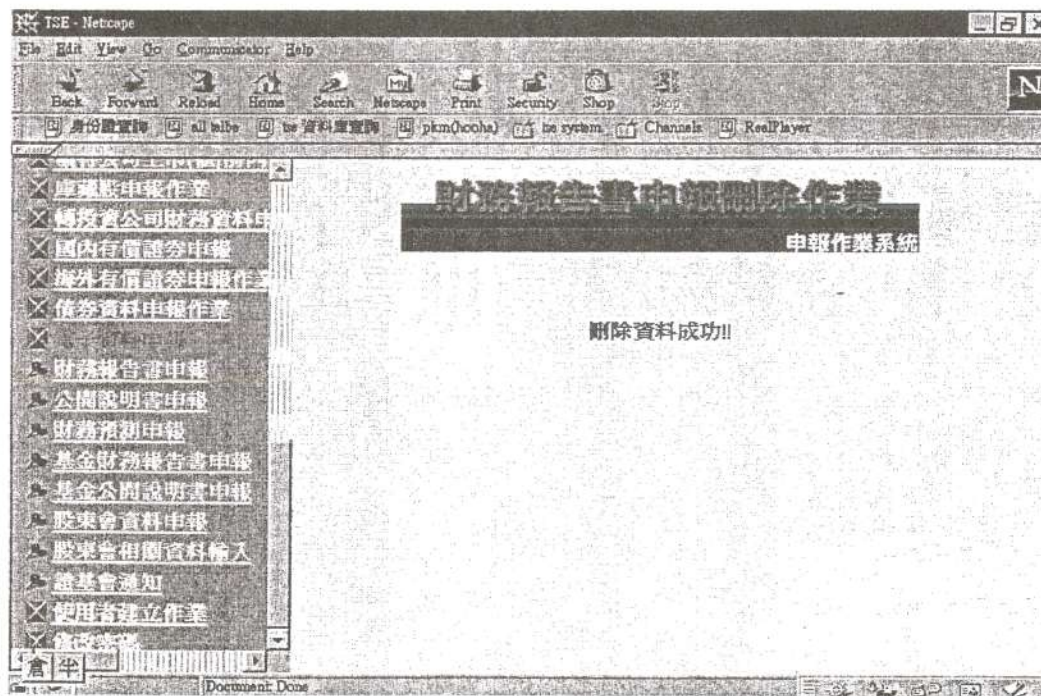 TSE - Netscape
File Edit View Go Communicator Help
Back Forward Reload Home Search Netscape Print Security Shop Stop
身份證查詢 all telbe tse 資料庫查詢 pkm(hooha) tse system Channels RealPlayer
庫藏股申報作業
轉投資公司財務資料申
國內有價證券申報
海外有價證券申報作業
債券資料申報作業
財務報告書申報
公開說明書申報
財務預測申報
基金財務報告書申報
基金公開說明書申報
股東會資料申報
股東會相關資料輸入
證基會通知
使用者建立作業
財務報告書申報刪除作業
申報作業系統
刪除資料成功!!
倉 半
Document: Done